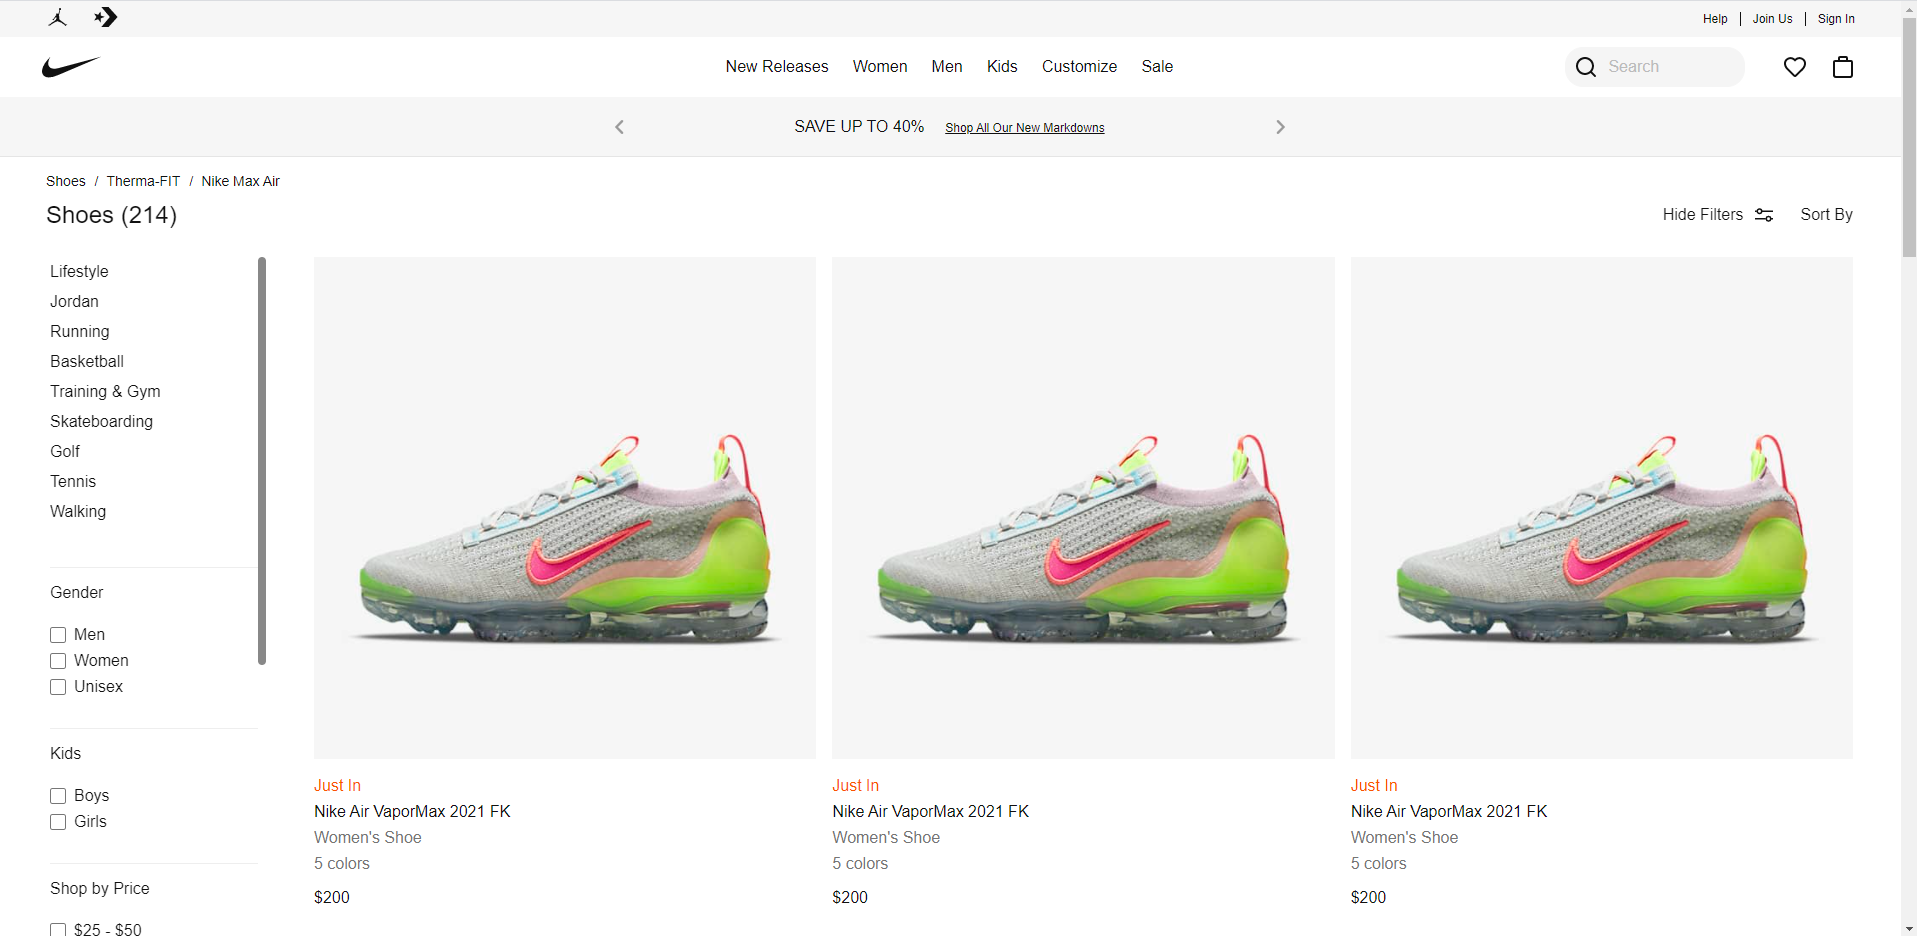 Help Join Us Sign In
New Releases Women Men Kids Customize Sale Search
SAVE UP TO 40% Shop All Our New Markdowns
Shoes / Therma-FIT / Nike Max Air
Shoes (214)
Hide Filters Sort By
Lifestyle
Jordan
Running
Basketball
Training & Gym
Skateboarding
Golf
Tennis
Walking
Gender
Men
Women
Unisex
Kids
Boys
Girls
Shop by Price
$25 - $50
Just In
Nike Air VaporMax 2021 FK
Women's Shoe
5 colors
$200
Just In
Nike Air VaporMax 2021 FK
Women's Shoe
5 colors
$200
Just In
Nike Air VaporMax 2021 FK
Women's Shoe
5 colors
$200